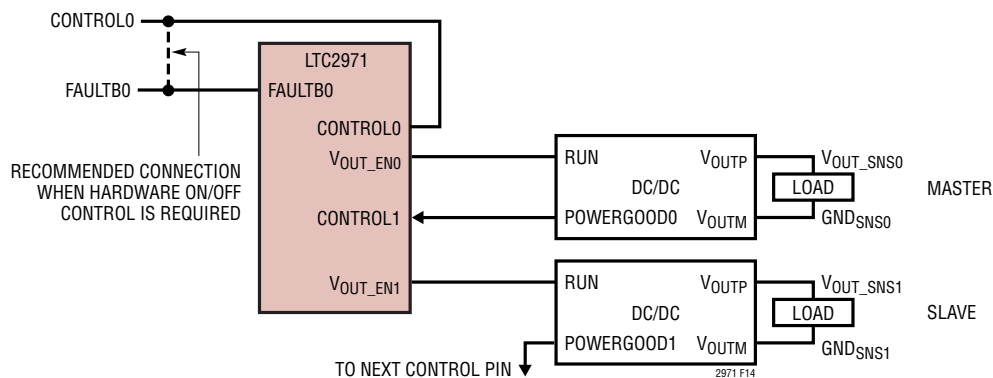 CONTROL0
FAULTB0
RECOMMENDED CONNECTION
WHEN HARDWARE ON/OFF
CONTROL IS REQUIRED
LTC2971
FAULTB0
CONTROL0
VOUT_EN0
CONTROL1
VOUT_EN1
RUN
VOUTP
DC/DC
POWERGOOD0
VOUTM
VOUT_SNS0
LOAD
GNDSNS0
MASTER
RUN
VOUTP
DC/DC
POWERGOOD1
VOUTM
VOUT_SNS1
LOAD
GNDSNS1
SLAVE
TO NEXT CONTROL PIN
2971 F14